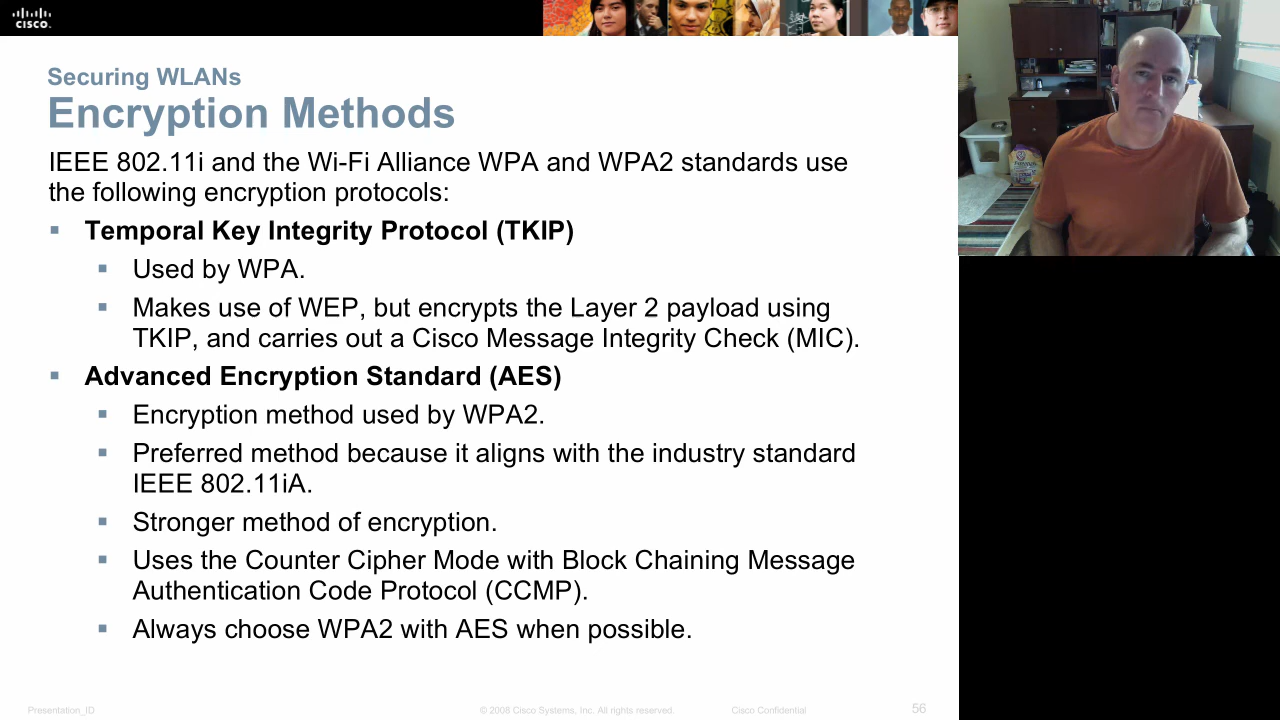 CISCO.
Securing WLANs
Encryption Methods
IEEE 802.11i and the Wi-Fi Alliance WPA and WPA2 standards use
the following encryption protocols:
▪ Temporal Key Integrity Protocol (TKIP)
▪ Used by WPA.
▪ Makes use of WEP, but encrypts the Layer 2 payload using
TKIP, and carries out a Cisco Message Integrity Check (MIC).
▪ Advanced Encryption Standard (AES)
▪ Encryption method used by WPA2.
▪ Preferred method because it aligns with the industry standard
IEEE 802.11iA.
▪ Stronger method of encryption.
▪ Uses the Counter Cipher Mode with Block Chaining Message
Authentication Code Protocol (CCMP).
▪ Always choose WPA2 with AES when possible.
Presentation_ID © 2008 Cisco Systems, Inc. All rights reserved. Cisco Confidential 56